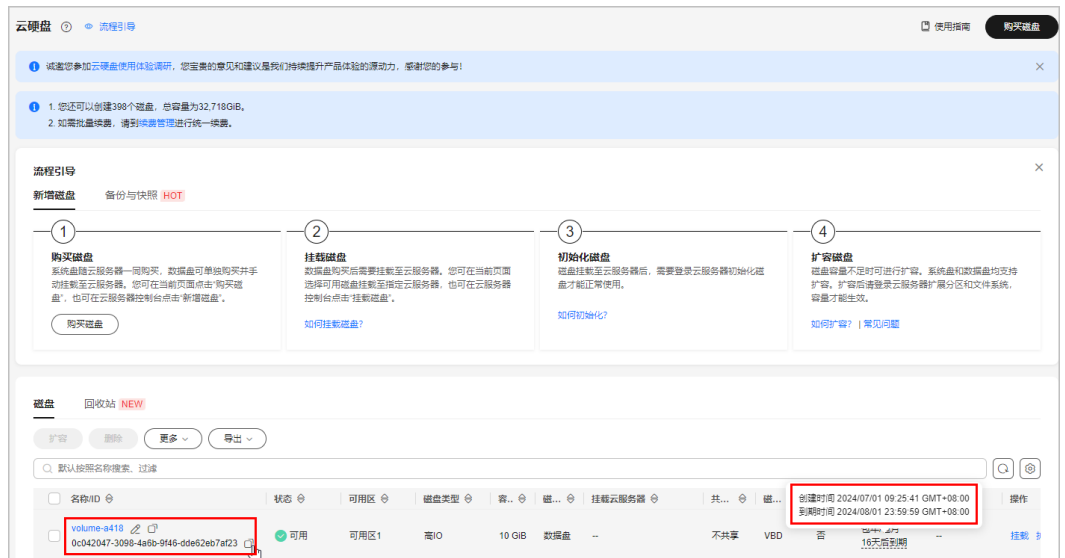 云硬盘 流程引导 使用指南 购买磁盘
诚邀您参加云硬盘使用体验调研，您宝贵的意见和建议是我们持续提升产品体验的源动力，感谢您的参与!
1. 您还可以创建398个磁盘，总容量为32,718GiB。
2. 如需批量续费，请到续费管理进行统一续费。
流程引导
新增磁盘 备份与快照 HOT
1
购买磁盘
系统盘随云服务器一同购买，数据盘可单独购买并手
动挂载至云服务器。您可在当前页面点击“购买磁
盘”，也可在云服务器控制台点击“新增磁盘”。
购买磁盘
2
挂载磁盘
数据盘购买后需要挂载至云服务器。您可在当前页面
选择可用磁盘挂载至指定云服务器，也可在云服务器
控制台点击“挂载磁盘”。
如何挂载磁盘?
3
初始化磁盘
磁盘挂载至云服务器后，需要登录云服务器初始化磁
盘才能正常使用。
如何初始化?
4
扩容磁盘
磁盘容量不足时可进行扩容。系统盘和数据盘均支持
扩容。扩容后请登录云服务器扩展分区和文件系统，
容量才能生效。
如何扩容? | 常见问题
磁盘 回收站 NEW
扩容 删除 更多 导出
默认按照名称搜索、过滤
名称/ID 状态 可用区 磁盘类型 容... 磁... 挂载云服务器 共... 磁... 操作
创建时间 2024/07/01 09:25:41 GMT+08:00
到期时间 2024/08/01 23:59:59 GMT+08:00
volume-a418
0c042047-3098-4a6b-9f46-dde62eb7af23
可用 可用区1 高IO 10 GiB 数据盘 -- 不共享 VBD 否
16天后到期 -- 挂载